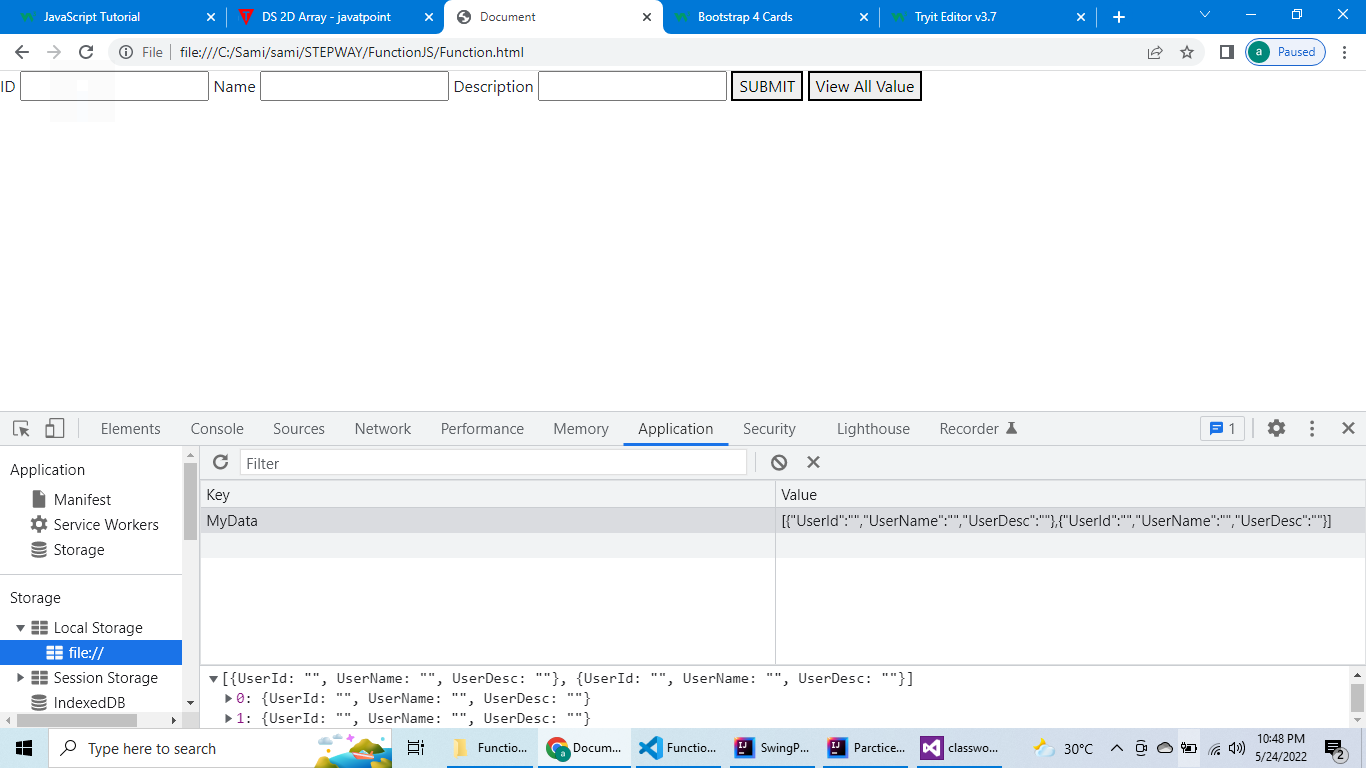 JavaScript Tutorial
DS 2D Array - javatpoint
Document
Bootstrap 4 Cards
Tryit Editor v3.7
File file:///C:/Sami/sami/STEPWAY/FunctionJS/Function.html
a Paused
ID Name Description SUBMIT View All Value
Elements Console Sources Network Performance Memory Application Security Lighthouse Recorder 1
Application
Manifest
Service Workers
Storage
Storage
Local Storage
file://
Session Storage
IndexedDB
Filter
Key Value
MyData [{"UserId":"","UserName":"","UserDesc":""},{"UserId":"","UserName":"","UserDesc":""}]
[{UserId: "", UserName: "", UserDesc: ""}, {UserId: "", UserName: "", UserDesc: ""}]
0: {UserId: "", UserName: "", UserDesc: ""}
1: {UserId: "", UserName: "", UserDesc: ""}
Type here to search
Functio...
a Docum...
Functio...
IJ SwingP...
IJ Parctice...
classwo...
30°C
10:48 PM
5/24/2022
2